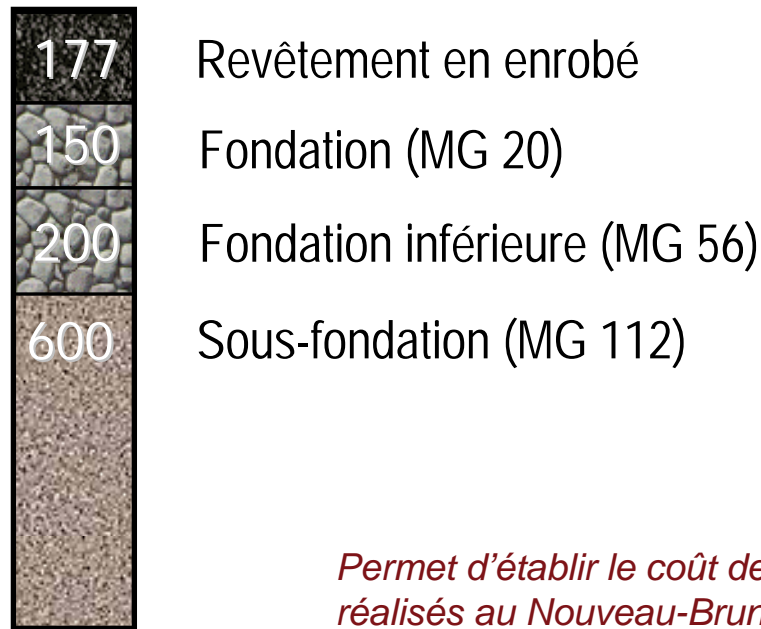 177 Revêtement en enrobé
150 Fondation (MG 20)
200 Fondation inférieure (MG 56)
600 Sous-fondation (MG 112)
Permet d'établir le coût de
réalisés au Nouveau-Brun